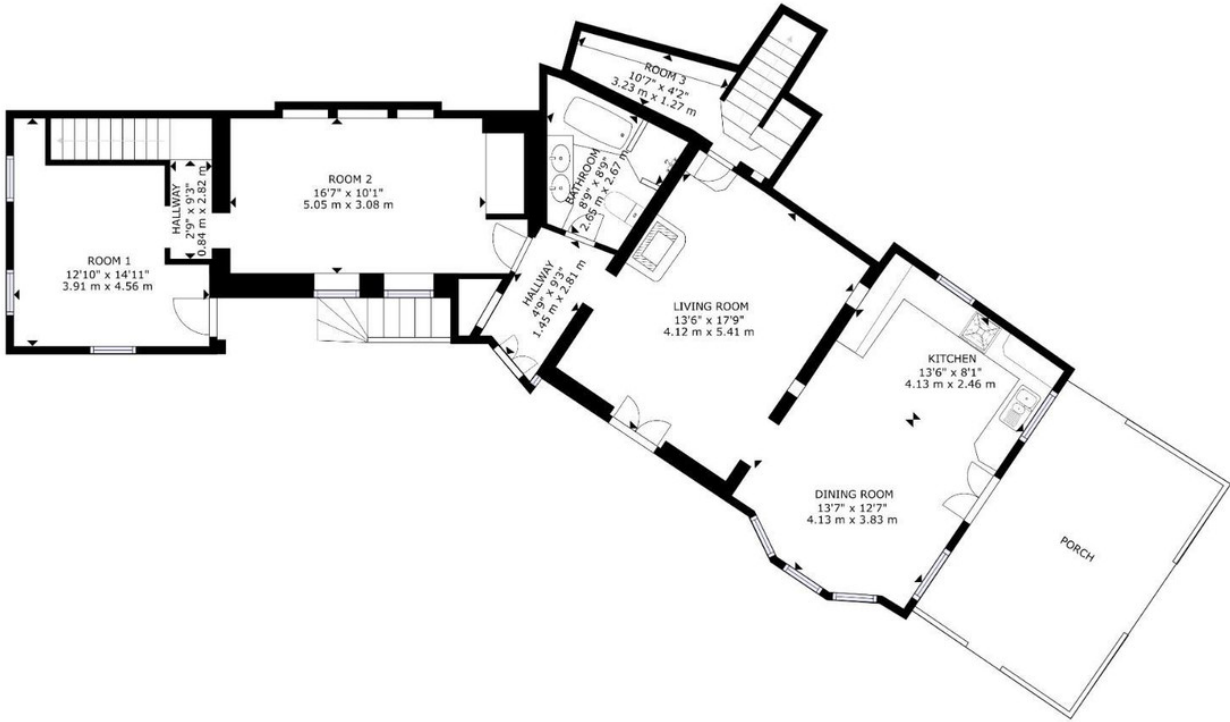 ROOM 1
12'10" x 14'11"
3.91 m x 4.56 m
HALLWAY
2'9" x 9'3"
0.84 m x 2.82 m
ROOM 2
16'7" x 10'1"
5.05 m x 3.08 m
BATHROOM
8'9" x 8'9"
2.65 m x 2.67 m
ROOM 3
10'7" x 4'2"
3.23 m x 1.27 m
HALLWAY
4'9" x 9'3"
1.45 m x 2.81 m
LIVING ROOM
13'6" x 17'9"
4.12 m x 5.41 m
KITCHEN
13'6" x 8'1"
4.13 m x 2.46 m
DINING ROOM
13'7" x 12'7"
4.13 m x 3.83 m
PORCH